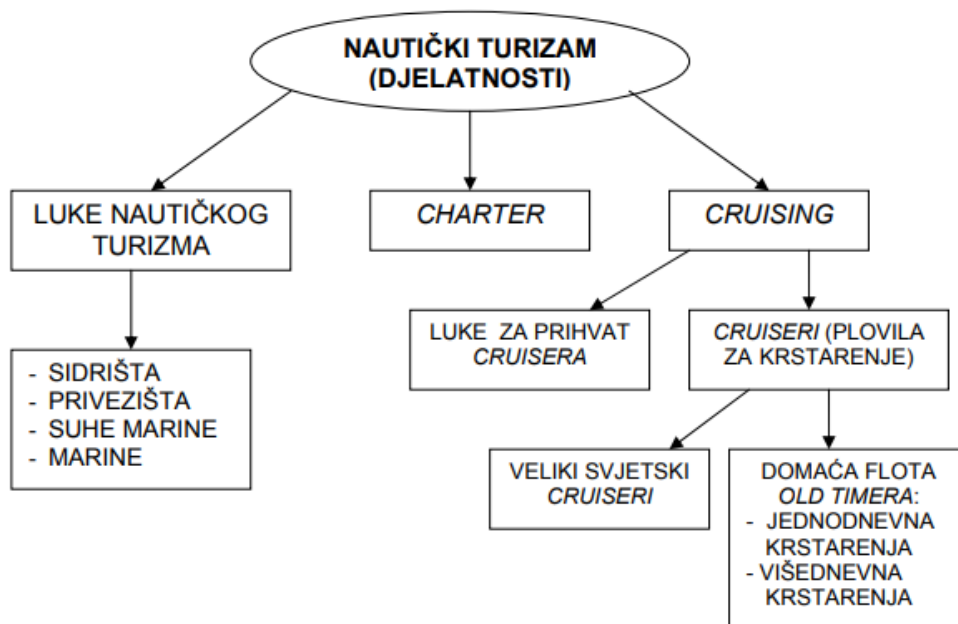 NAUTIČKI TURIZAM
(DJELATNOSTI)
LUKE NAUTIČKOG
TURIZMA
CHARTER
CRUISING
LUKE ZA PRIHVAT
CRUISERA
CRUISERI (PLOVILA
ZA KRSTARENJE)
- SIDRIŠTA
- PRIVEZIŠTA
- SUHE MARINE
- MARINE
VELIKI SVJETSKI
CRUISERI
DOMAĆA FLOTA
OLD TIMERA:
- JEDNODNEVNA
KRSTARENJA
- VIŠEDNEVNA
KRSTARENJA